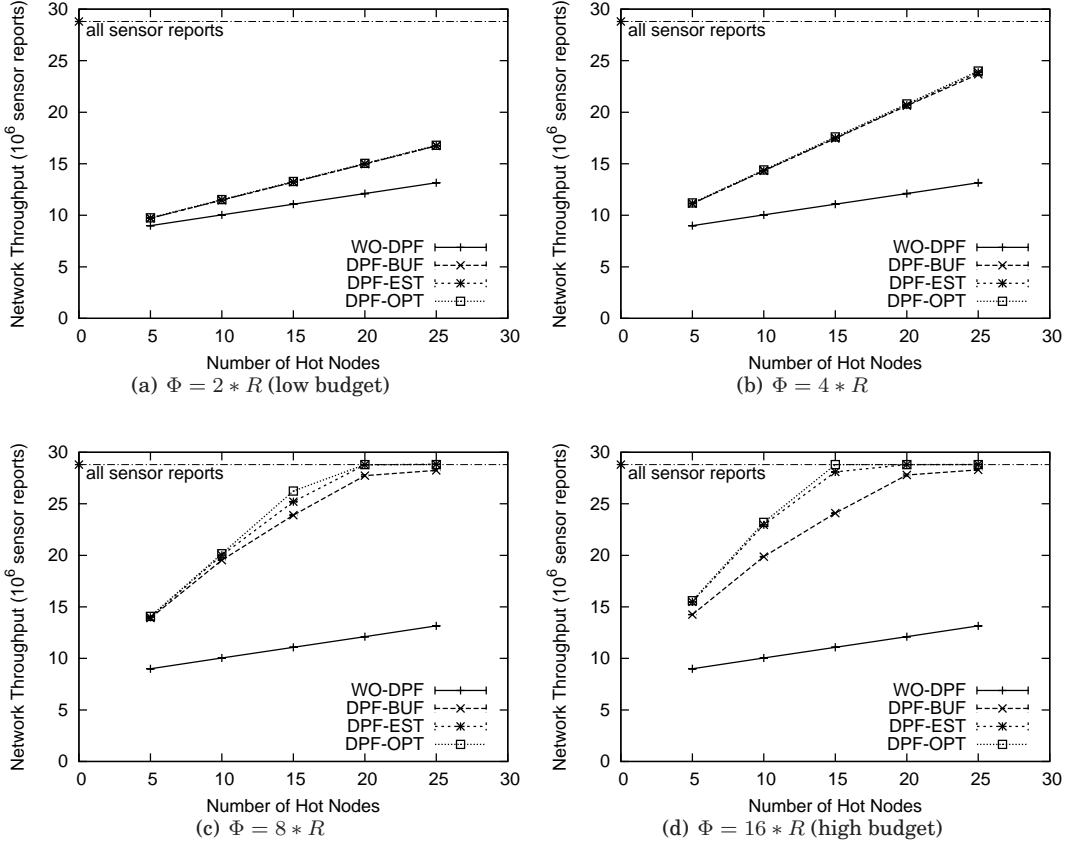 Network Throughput (10^6 sensor reports)
30
25
20
15
10
5
0
all sensor reports
WO-DPF
DPF-BUF
DPF-EST
DPF-OPT
0 5 10 15 20 25 30
Number of Hot Nodes
(a) Φ = 2 ∗ R (low budget)
Network Throughput (10^6 sensor reports)
30
25
20
15
10
5
0
all sensor reports
WO-DPF
DPF-BUF
DPF-EST
DPF-OPT
0 5 10 15 20 25 30
Number of Hot Nodes
(b) Φ = 4 ∗ R
Network Throughput (10^6 sensor reports)
30
25
20
15
10
5
0
all sensor reports
WO-DPF
DPF-BUF
DPF-EST
DPF-OPT
0 5 10 15 20 25 30
Number of Hot Nodes
(c) Φ = 8 ∗ R
Network Throughput (10^6 sensor reports)
30
25
20
15
10
5
0
all sensor reports
WO-DPF
DPF-BUF
DPF-EST
DPF-OPT
0 5 10 15 20 25 30
Number of Hot Nodes
(d) Φ = 16 ∗ R (high budget)